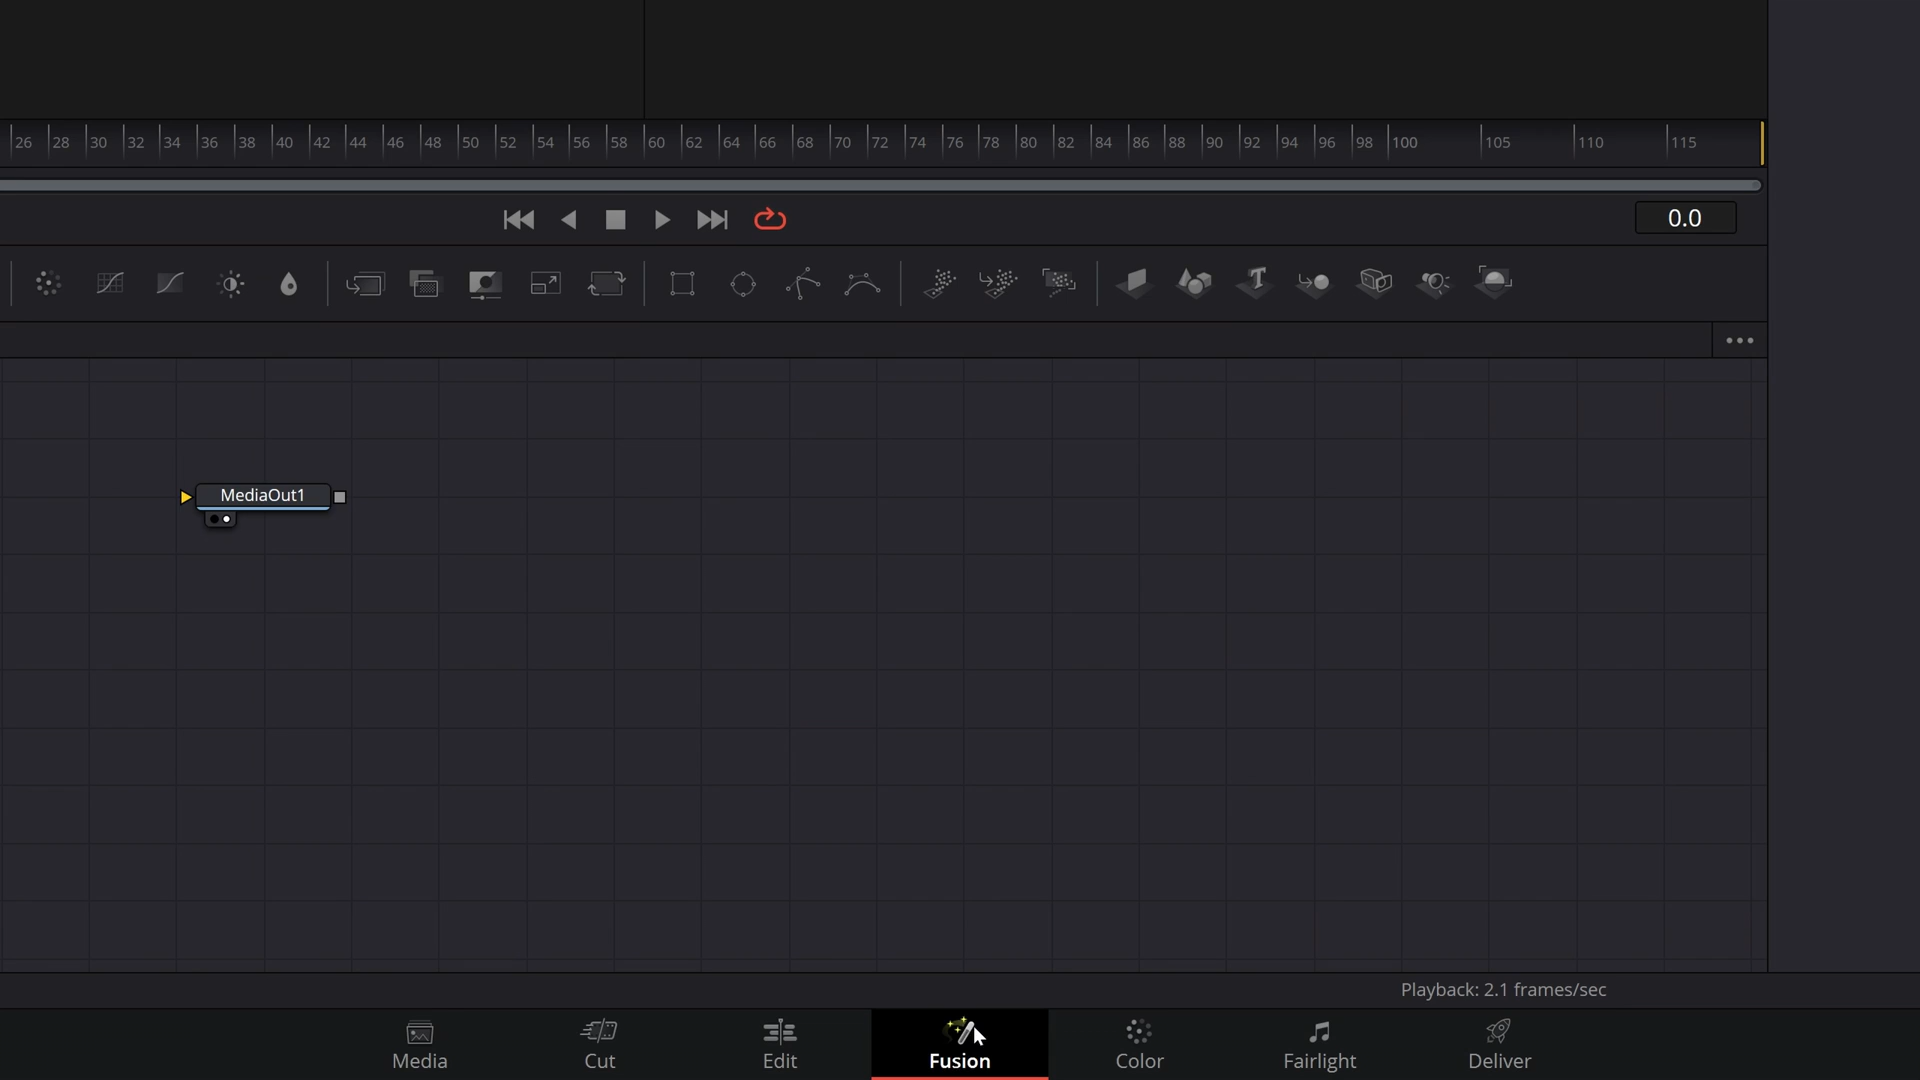 26 28 30 32 34 36 38 40 42 44 46 48 50 52 54 56 58 60 62 64 66 68 70 72 74 76 78 80 82 84 86 88 90 92 94 96 98 100 105 110 115
0.0
MediaOut1
Playback: 2.1 frames/sec
Media Cut Edit Fusion Color Fairlight Deliver